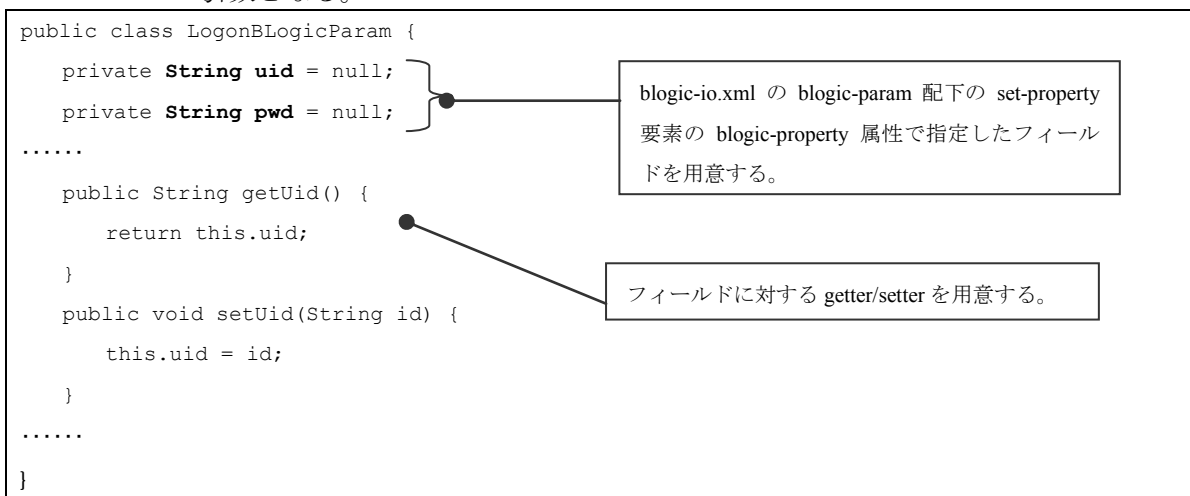 public class LogonBLogicParam {
private String uid = null;
private String pwd = null;
......
public String getUid() {
return this.uid;
}
public void setUid(String id) {
this.uid = id;
}
......
}
blogic-io.xml の blogic-param 配下の set-property
要素の blogic-property 属性で指定したフィール
ドを用意する。
フィールドに対する getter/setter を用意する。